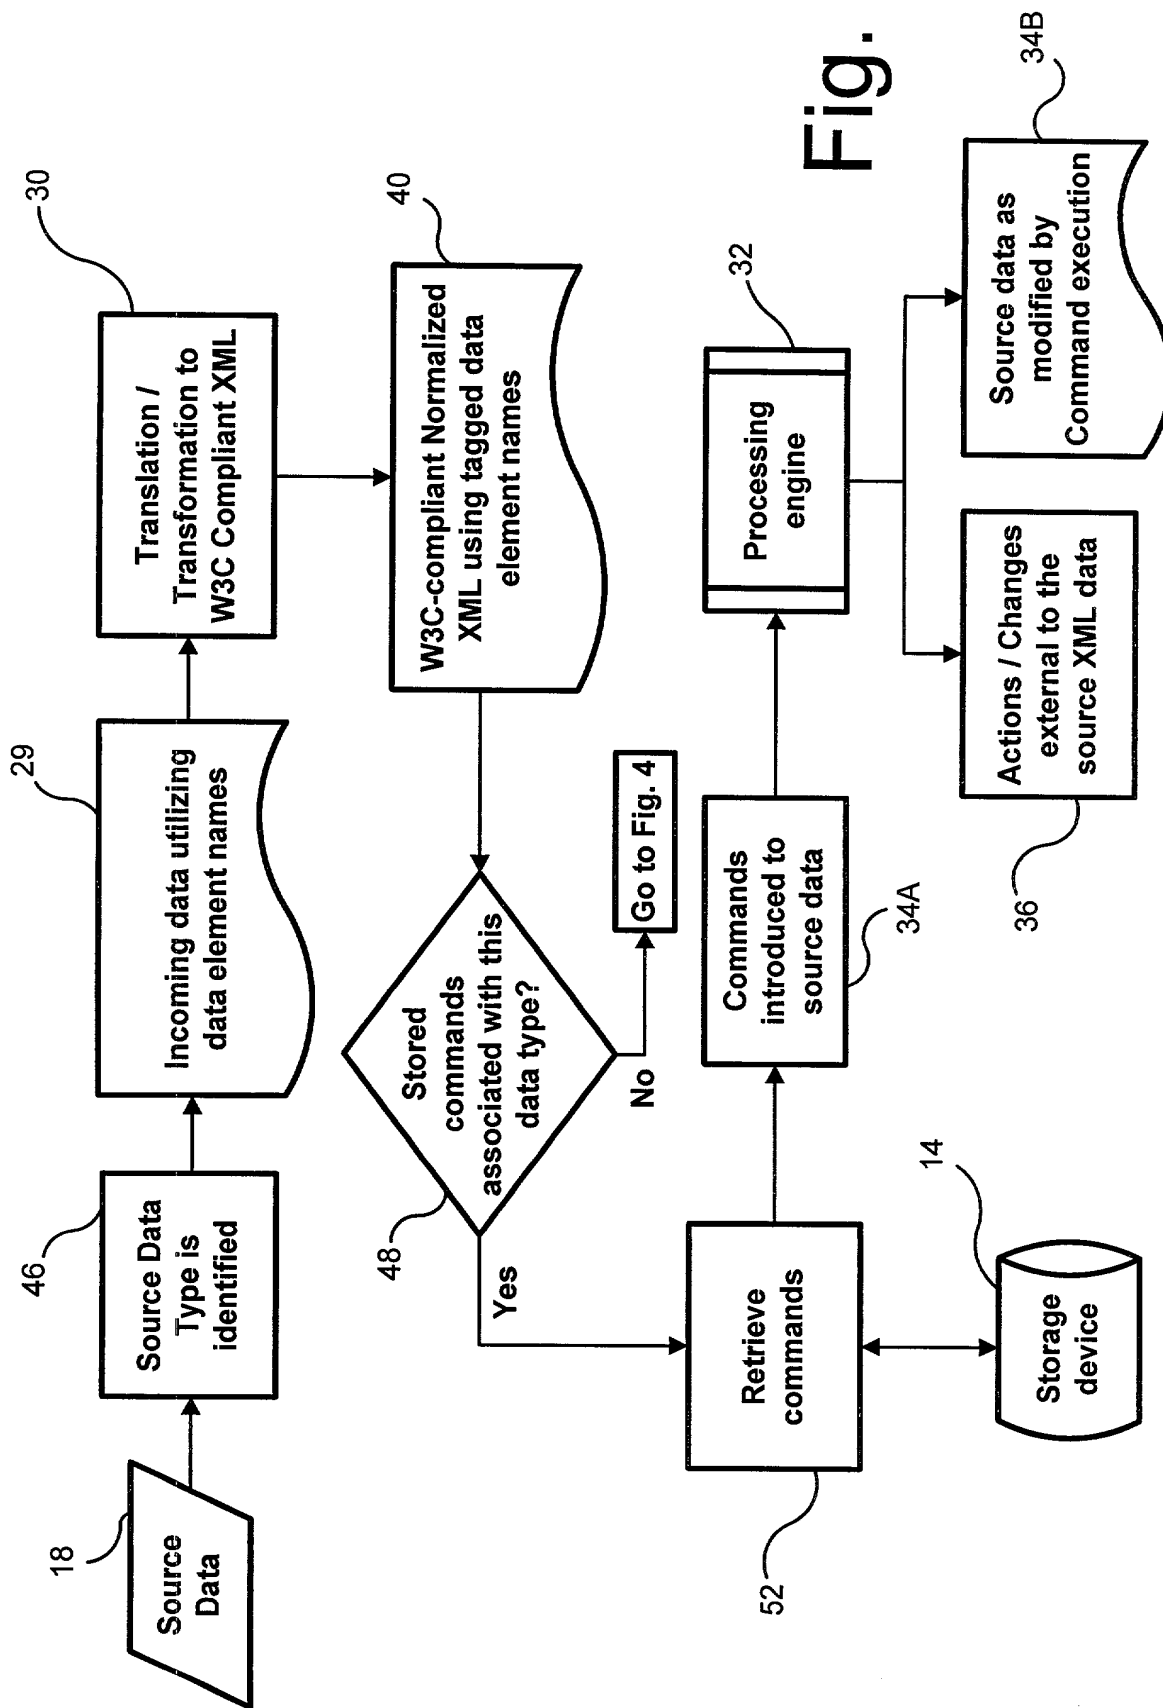 18
Source
Data
46
Source Data
Type is
identified
29
Incoming data utilizing
data element names
30
Translation /
Transformation to
W3C Compliant XML
40
W3C-compliant Normalized
XML using tagged data
element names
48
Stored
commands
associated with this
data type?
Yes
No
Go to Fig. 4
52
Retrieve
commands
14
Storage
device
34A
Commands
introduced to
source data
32
Processing
engine
36
Actions / Changes
external to the
source XML data
34B
Source data as
modified by
Command execution
Fig.